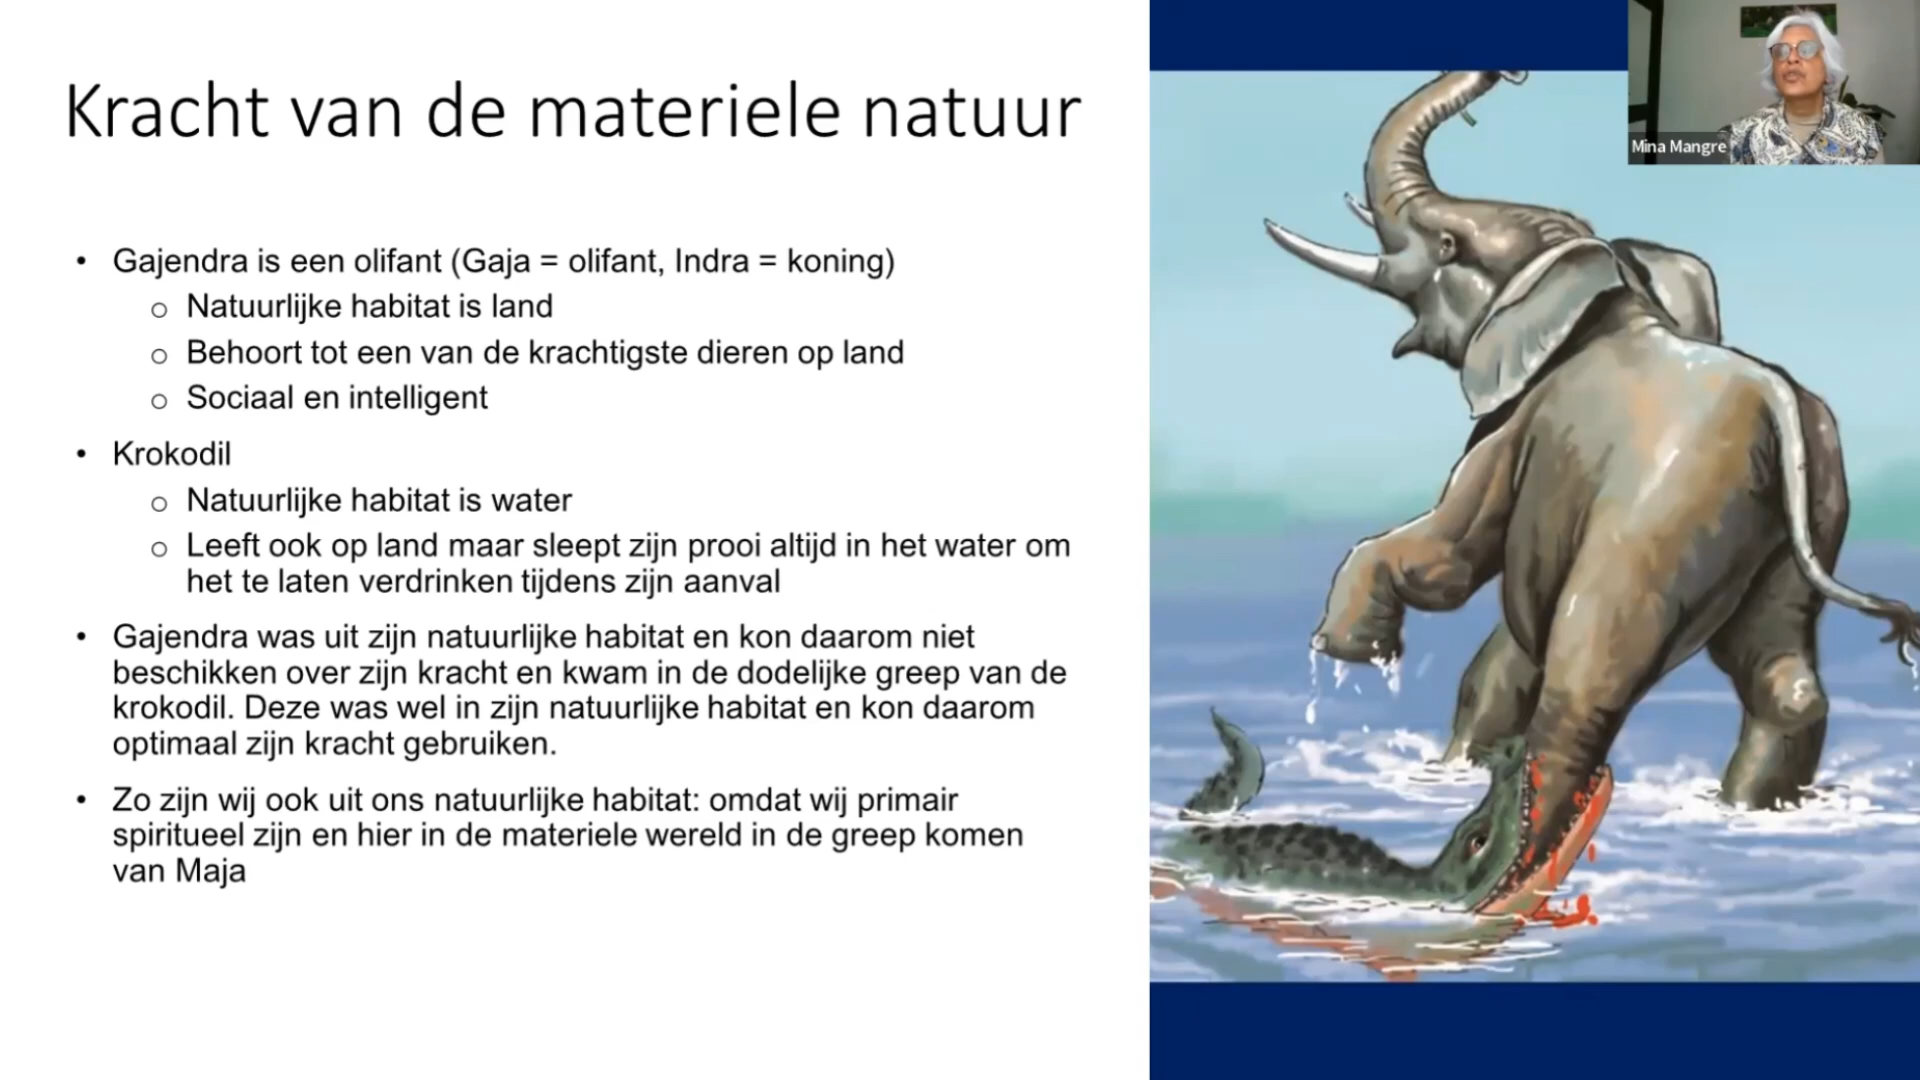 Kracht van de materiele natuur
Mina Mangre
• Gajendra is een olifant (Gaja = olifant, Indra = koning)
o Natuurlijke habitat is land
o Behoort tot een van de krachtigste dieren op land
o Sociaal en intelligent
• Krokodil
o Natuurlijke habitat is water
o Leeft ook op land maar sleept zijn prooi altijd in het water om
het te laten verdrinken tijdens zijn aanval
• Gajendra was uit zijn natuurlijke habitat en kon daarom niet
beschikken over zijn kracht en kwam in de dodelijke greep van de
krokodil. Deze was wel in zijn natuurlijke habitat en kon daarom
optimaal zijn kracht gebruiken.
• Zo zijn wij ook uit ons natuurlijke habitat: omdat wij primair
spiritueel zijn en hier in de materiele wereld in de greep komen
van Maja